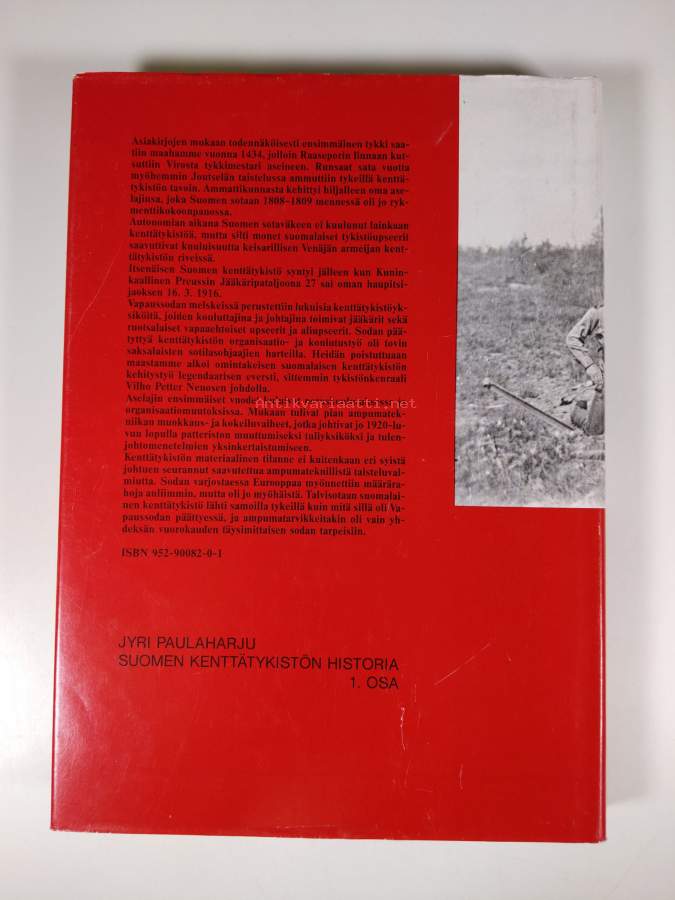 Asiakirjojen mukaan todennäköisesti ensimmäinen tykki saa-
tiin maahamme vuonna 1434, jolloin Raaseporin linnaan kut-
suttiin Virosta tykkimestari aseineen. Runsaat sata vuotta
myöhemmin Joutselän taistelussa ammuttiin tykeillä kenttä-
tykistön tavoin. Ammattikunnasta kehittyi hiljalleen oma ase-
lajinsa, joka Suomen sotaan 1808–1809 mennessä oli jo ryk-
menttikokoonpanossa.
Autonomian aikana Suomen sotaväkeen ei kuulunut lainkaan
kenttätykistöä, mutta silti monet suomalaiset tykistöupseerit
saavuttivat kouluisuutta keisarillisen Venäjän armeijan kent-
tätykistön riveissä.
Itsenäisen Suomen kenttätykistö syntyi jälleen kun Kunin-
kaallinen Preussin Jääkäripataljoona 27 sai oman haupitsi-
jaoksen 16. 3. 1916.
Vapaussodan melskeissä perustettiin lukuisia kenttätykistöyk-
siköitä, joiden kouluttajina ja johtajina toimivat jääkärit sekä
ruotsalaiset vapaaehtoiset upseerit ja aliupseerit. Sodan pää-
tyttyä kenttätykistön organisaatio- ja koulutustyö oli tovin
saksalaisten sotilasohjaajien harteilla. Heidän poistuttuaan
maastamme alkoi omintakeisen suomalaisen kenttätykistön
kehitystyö legendaarisen eversti, sittemmin tykistönkenraali
Vilho Petter Nenosen johdolla.
Aselajin ensimmäiset vuodet
organisaatiomuutoksissa. Mukaan tulivat pian ampumatek-
niikan muokkaus- ja kokeiluvaiheet, jotka johtivat jo 1920-lu-
vun lopulla patteriston muuttumiseksi taliyksiköksi ja tulen-
johtomenetelmien yksinkertaistumiseen.
Kenttätykistön materiaalinen tilanne ei kuitenkaan eri syistä
johtuen seurannut saavutettua ampumateknillistä taisteluval-
miutta. Sodan varjostaessa Eurooppaa myönnettiin määrära-
hoja auliimmin, mutta oli jo myöhäistä. Talvisotaan suomalai-
nen kenttätykistö lähti samoilla tykeillä kuin mitä sillä oli Va-
paussodan päättyessä, ja ampumatarvikkeitakin oli vain yh-
deksän vuorokauden täysimittaisen sodan tarpeisiin.
ISBN 952-90082-0-1
Antikvariaatti.net
JYRI PAULAHARJU
SUOMEN KENTTÄTYKISTÖN HISTORIA
1. OSA